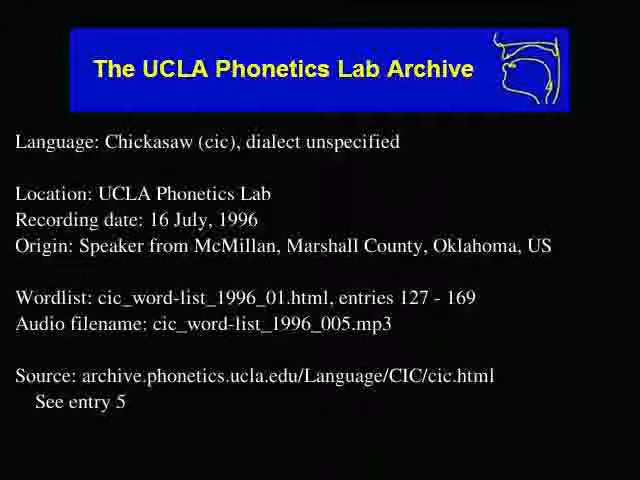 The UCLA Phonetics Lab Archive
Language: Chickasaw (cic), dialect unspecified
Location: UCLA Phonetics Lab
Recording date: 16 July, 1996
Origin: Speaker from McMillan, Marshall County, Oklahoma, US
Wordlist: cic_word-list_1996_01.html, entries 127 - 169
Audio filename: cic_word-list_1996_005.mp3
Source: archive.phonetics.ucla.edu/Language/CIC/cic.html
See entry 5